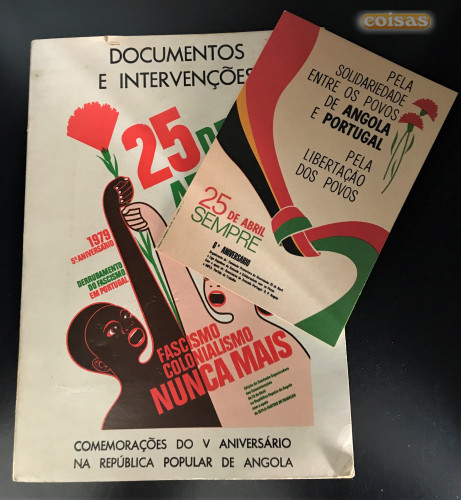 coisas
DOCUMENTOS
E INTERVENÇÕES
25 DE
1979
5º ANIVERSÁRIO
DERRUBAMENTO
DO FASCISMO
EM PORTUGAL
FASCISMO
COLONIALISMO
NUNCA MAIS
COMEMORAÇÕES DO V ANIVERSÁRIO
NA REPÚBLICA POPULAR DE ANGOLA
PELA
SOLIDARIEDADE
ENTRE OS POVOS
DE ANGOLA
E PORTUGAL
PELA
LIBERTAÇÃO
DOS POVOS
25 DE ABRIL
SEMPRE
ANIVERSÁRIO